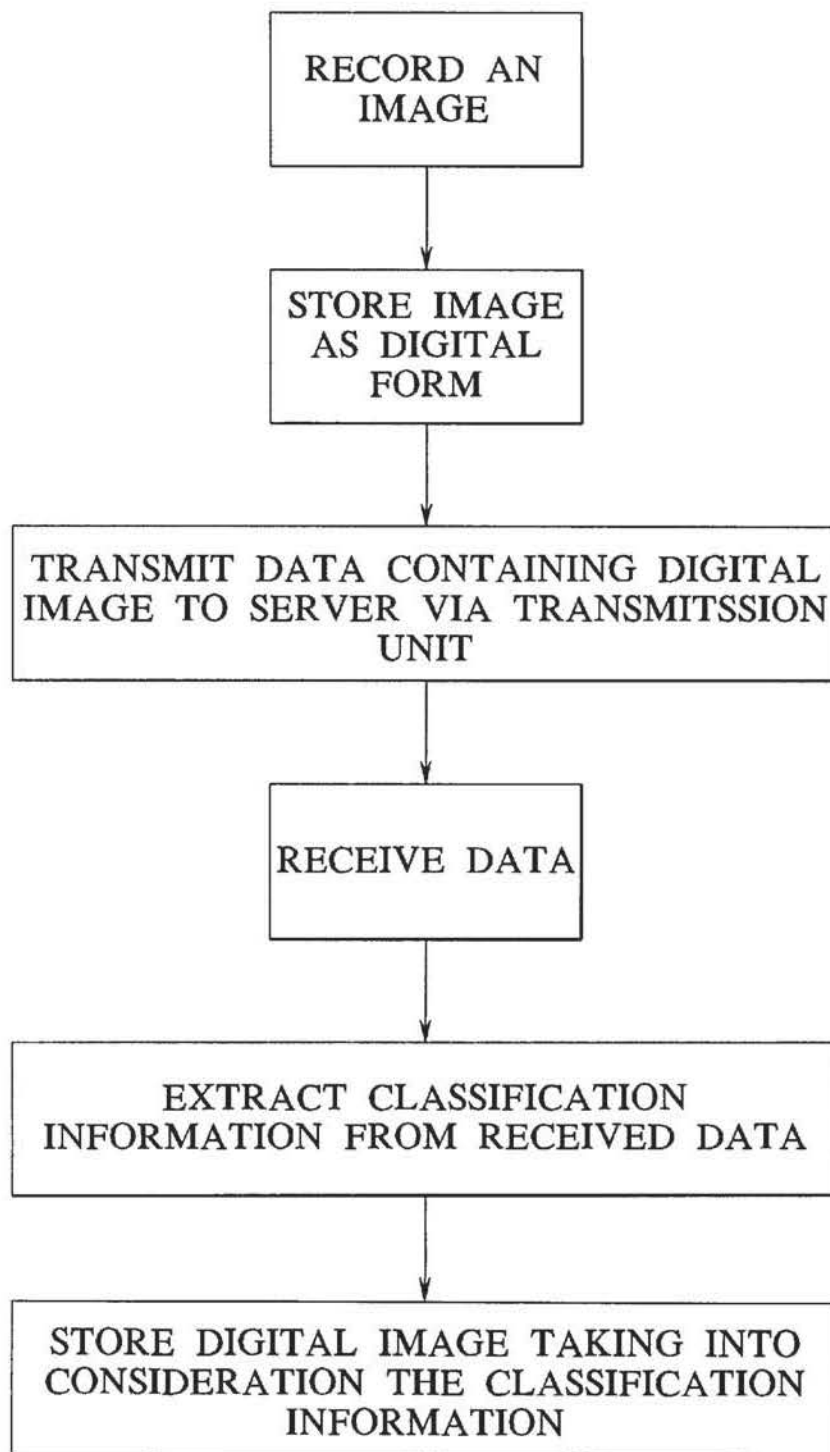 RECORD AN
IMAGE
STORE IMAGE
AS DIGITAL
FORM
TRANSMIT DATA CONTAINING DIGITAL
IMAGE TO SERVER VIA TRANSMITSSION
UNIT
RECEIVE DATA
EXTRACT CLASSIFICATION
INFORMATION FROM RECEIVED DATA
STORE DIGITAL IMAGE TAKING INTO
CONSIDERATION THE CLASSIFICATION
INFORMATION